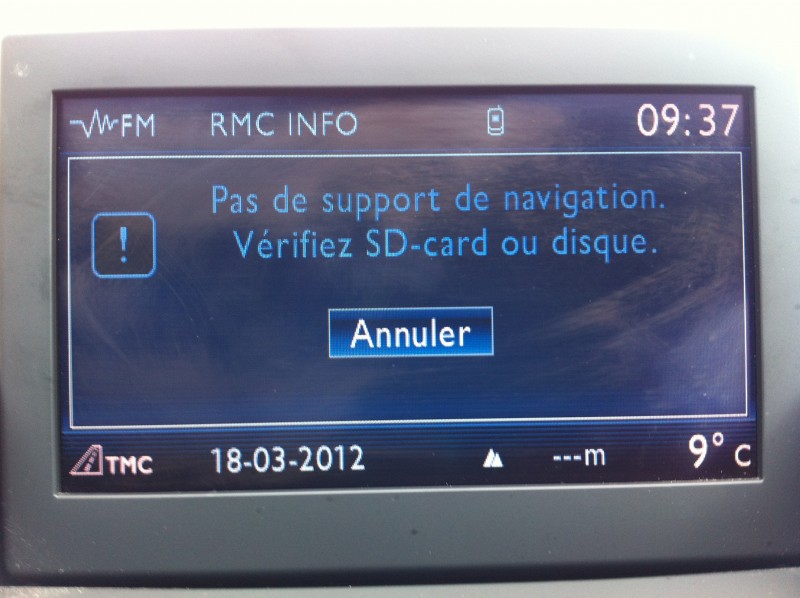 FM RMC INFO 09:37
Pas de support de navigation.
! Vérifiez SD-card ou disque.
Annuler
TMC 18-03-2012 ---m 9° C